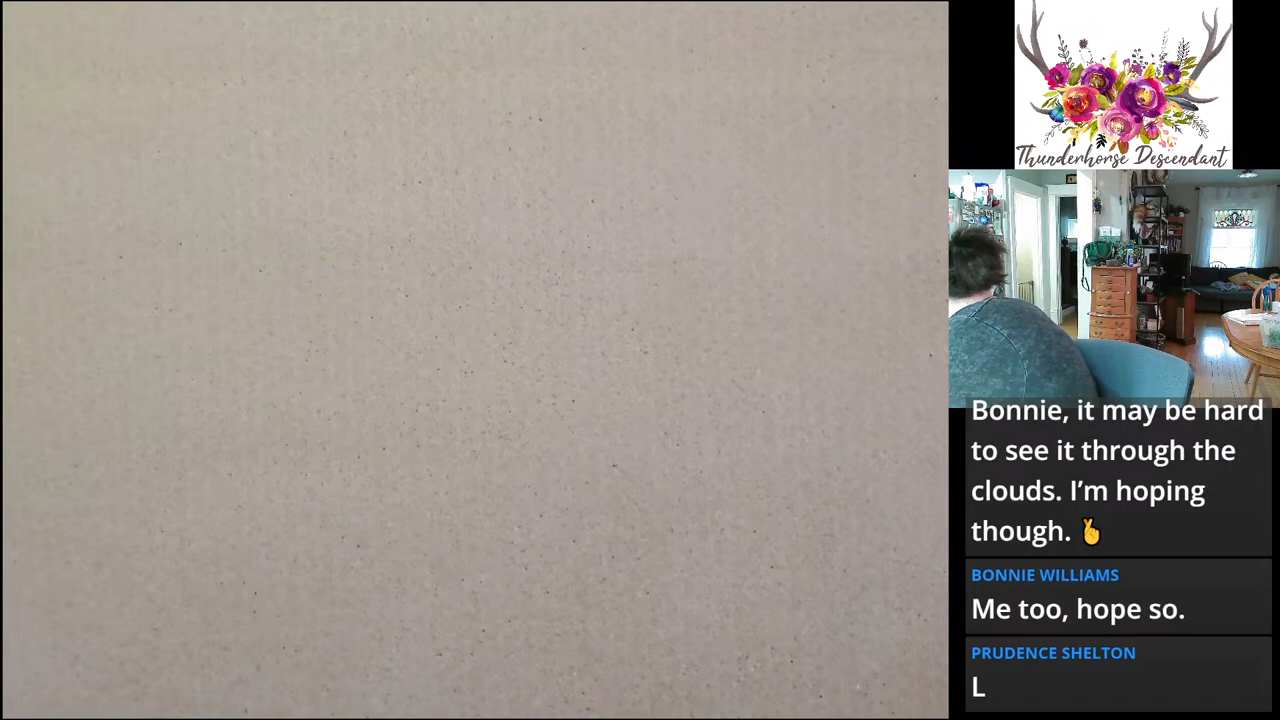 Thunderhorse Descendant
Bonnie, it may be hard
to see it through the
clouds. I’m hoping
though. 🤞
BONNIE WILLIAMS
Me too, hope so.
PRUDENCE SHELTON
L